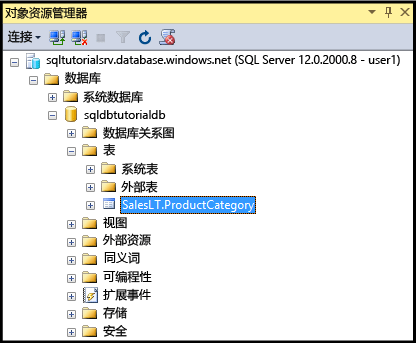 对象资源管理器
连接
sqltutorialsrv.database.windows.net (SQL Server 12.0.2000.8 - user1)
数据库
系统数据库
sqldbtutorialdb
数据库关系图
表
系统表
外部表
SalesLT.ProductCategory
视图
外部资源
同义词
可编程性
扩展事件
存储
安全